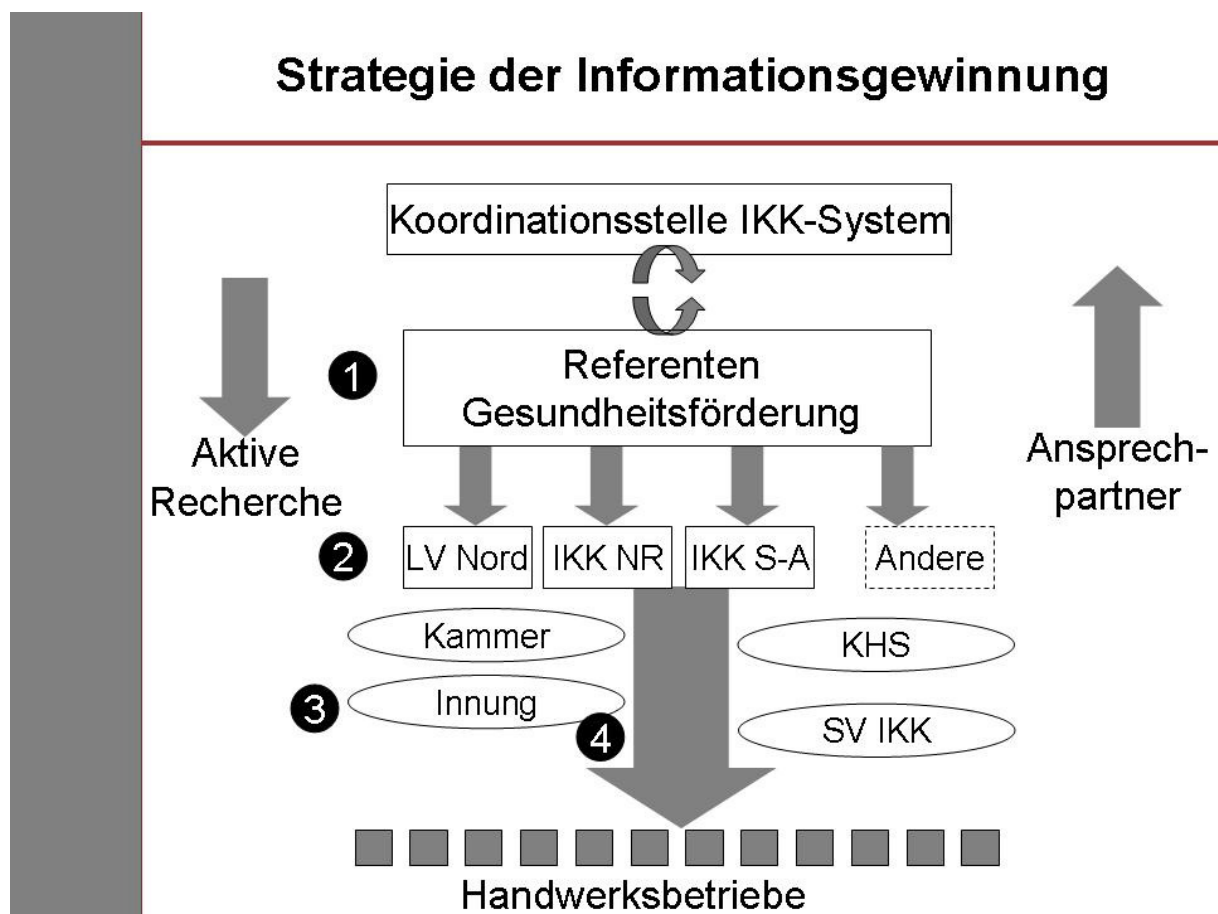 Strategie der Informationsgewinnung
Koordinationsstelle IKK-System
1
Referenten
Gesundheitsförderung
Aktive
Recherche
Ansprech-
partner
2
LV Nord
IKK NR
IKK S-A
Andere
Kammer
KHS
3
Innung
4
SV IKK
Handwerksbetriebe